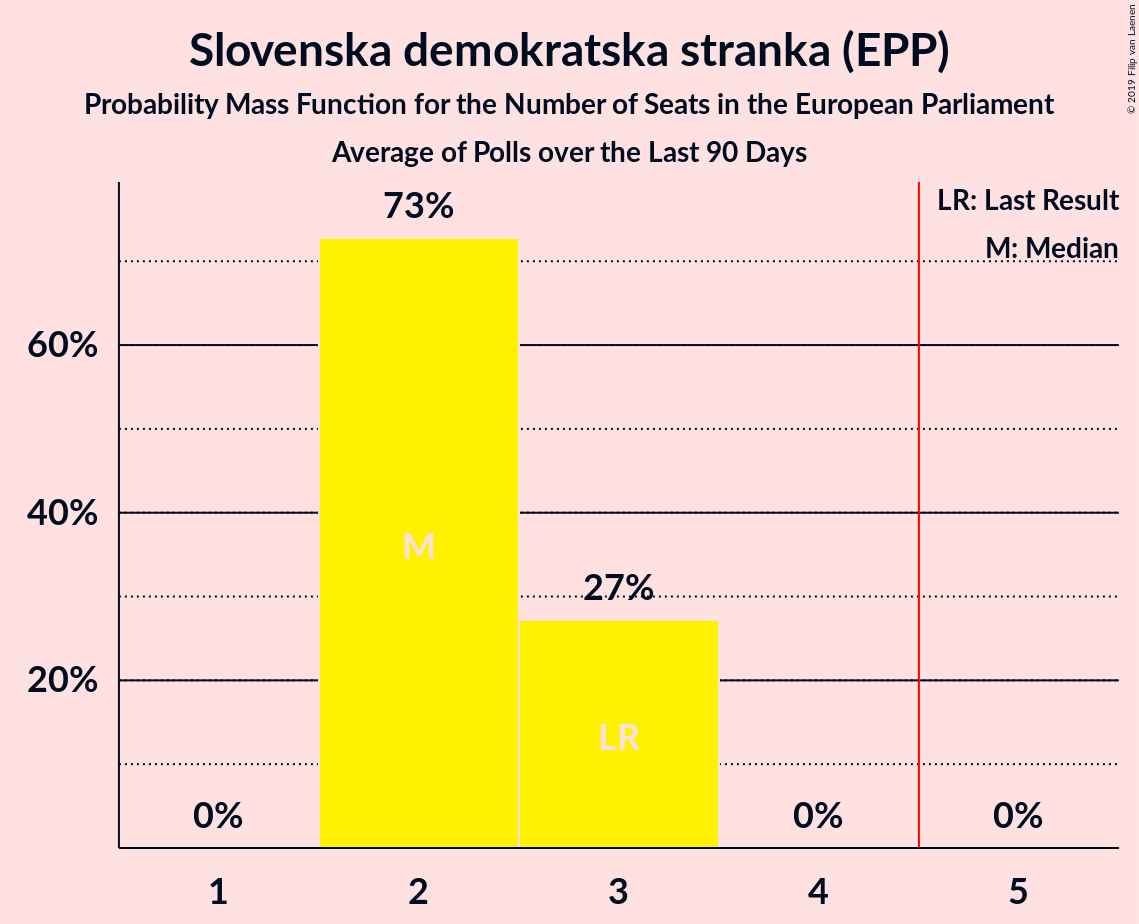 Slovenska demokratska stranka (EPP)
Probability Mass Function for the Number of Seats in the European Parliament
Average of Polls over the Last 90 Days
© 2019 Filip van Laenen
LR: Last Result
M: Median
73%
60%
40%
M
27%
20%
LR
0%
0%
0%
1
2
3
4
5